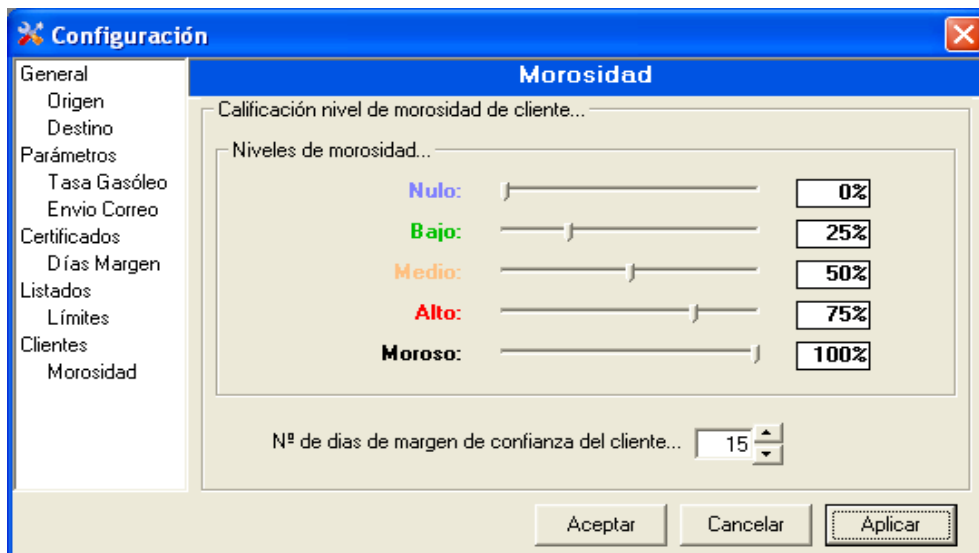 Configuración
General
Origen
Destino
Parámetros
Tasa Gasóleo
Envio Correo
Certificados
Días Margen
Listados
Límites
Clientes
Morosidad
Morosidad
Calificación nivel de morosidad de cliente...
Niveles de morosidad...
Nulo: 0%
Bajo: 25%
Medio: 50%
Alto: 75%
Moroso: 100%
Nº de dias de margen de confianza del cliente... 15
Aceptar Cancelar Aplicar